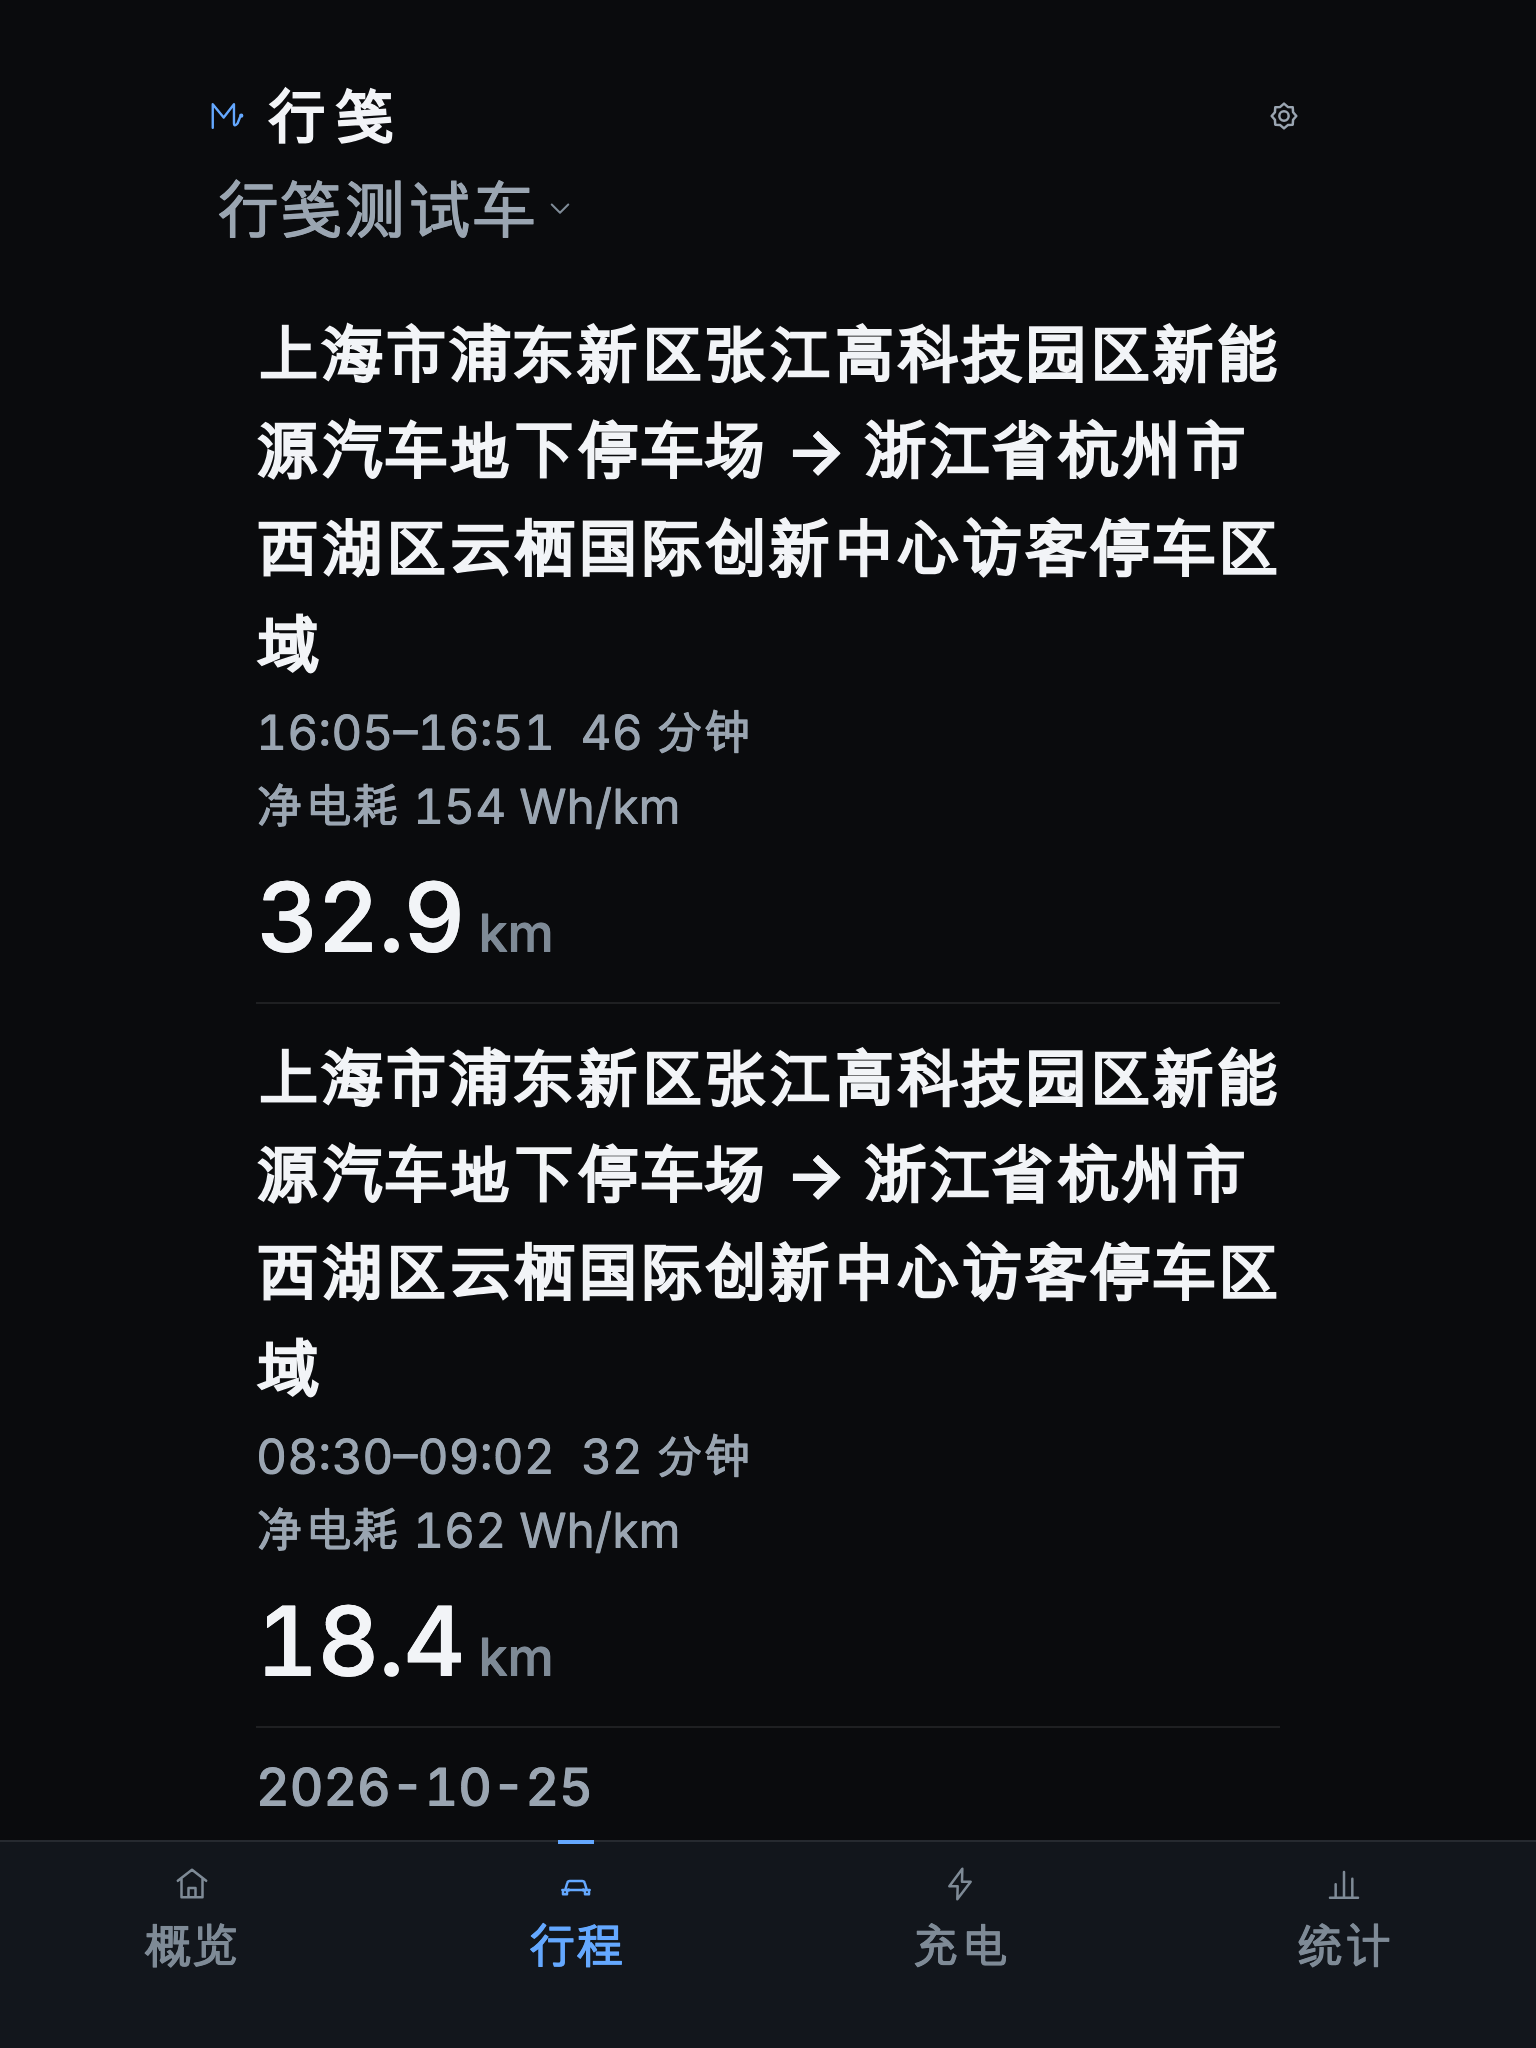 行笺
行笺测试车
上海市浦东新区张江高科技园区新能
源汽车地下停车场 → 浙江省杭州市
西湖区云栖国际创新中心访客停车区
域
16:05–16:51 46 分钟
净电耗 154 Wh/km
32.9 km
上海市浦东新区张江高科技园区新能
源汽车地下停车场 → 浙江省杭州市
西湖区云栖国际创新中心访客停车区
域
08:30–09:02 32 分钟
净电耗 162 Wh/km
18.4 km
2026-10-25
概览
行程
充电
统计